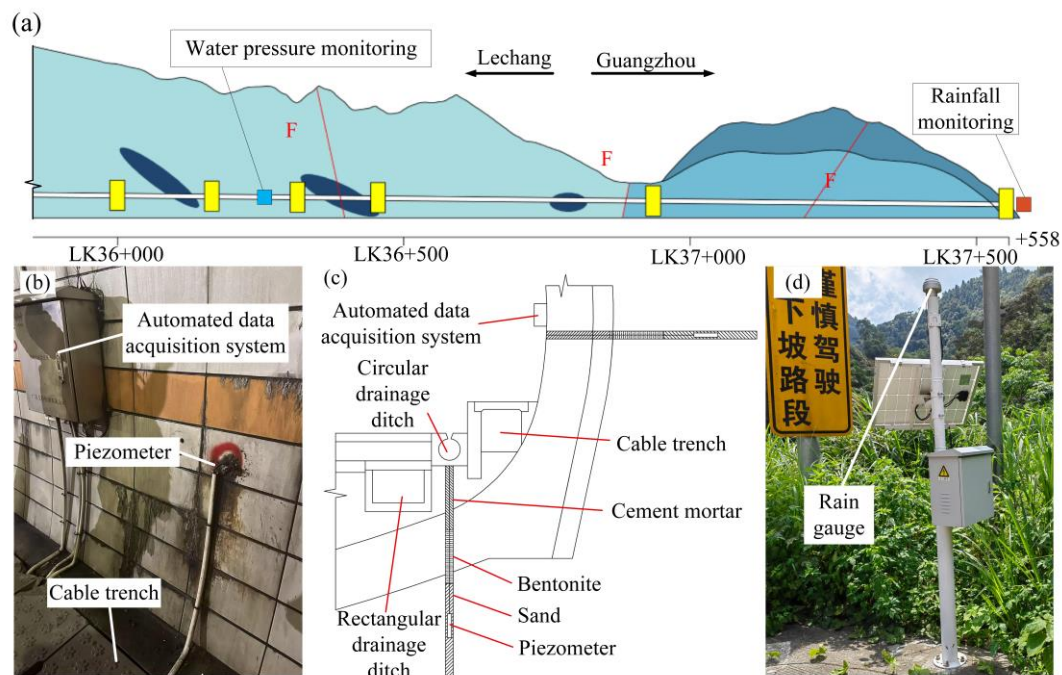 (a)
Water pressure monitoring
Lechang
Guangzhou
Rainfall
monitoring
F
F
F
LK36+000
LK36+500
LK37+000
LK37+500
+558
(b)
Automated data
acquisition system
Piezometer
Cable trench
(c)
Automated data
acquisition system
Circular
drainage
ditch
Cable trench
Cement mortar
Bentonite
Sand
Rectangular
drainage
ditch
Piezometer
(d)
下坡路段
谨慎驾驶
Rain
gauge